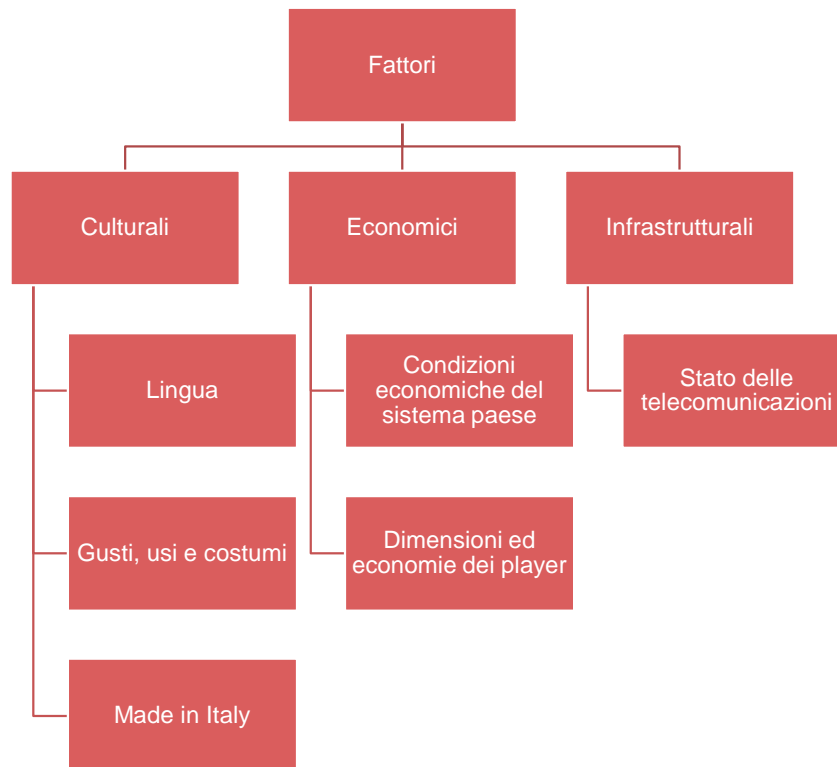 Fattori
Culturali
Economici
Infrastrutturali
Lingua
Condizioni
economiche del
sistema paese
Stato delle
telecomunicazioni
Gusti, usi e costumi
Dimensioni ed
economie dei player
Made in Italy